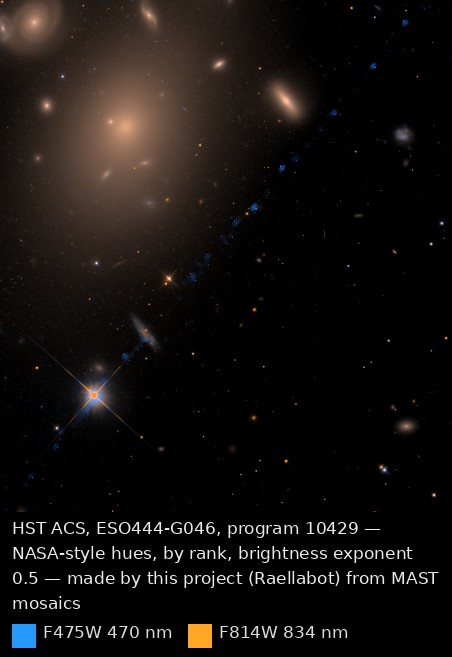 HST ACS, ESO444-G046, program 10429 —
NASA-style hues, by rank, brightness exponent
0.5 — made by this project (Raellabot) from MAST
mosaics
F475W 470 nm F814W 834 nm